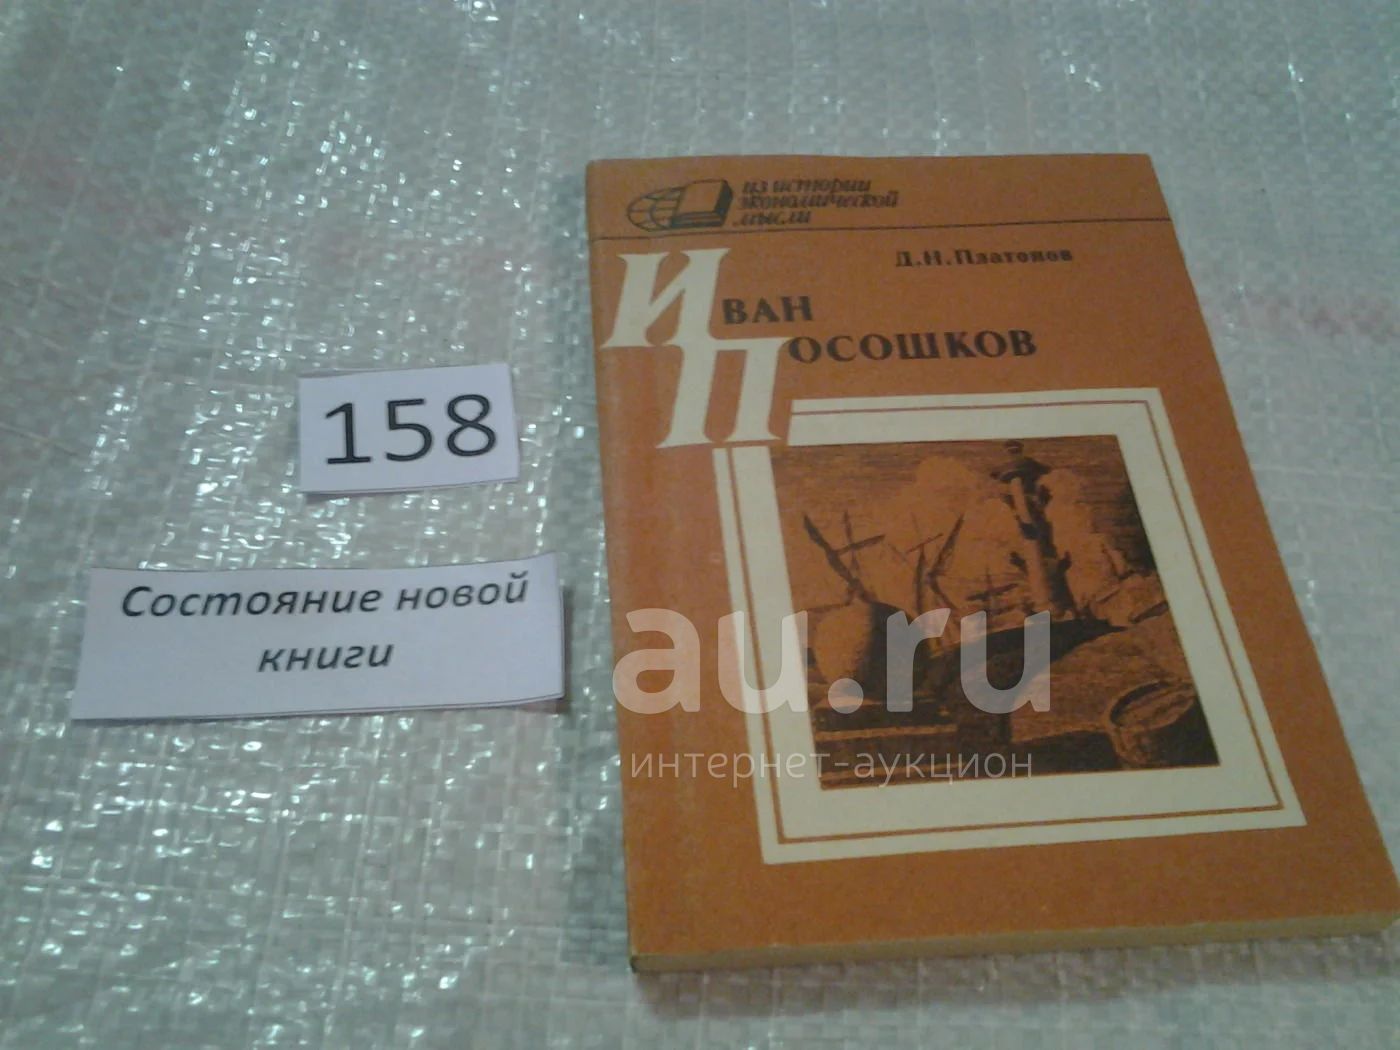 из истории
экономической
мысли
Д.Н.Платонов
Иван
Посошков
158
Состояние новой
книги
au.ru
интернет-аукцион